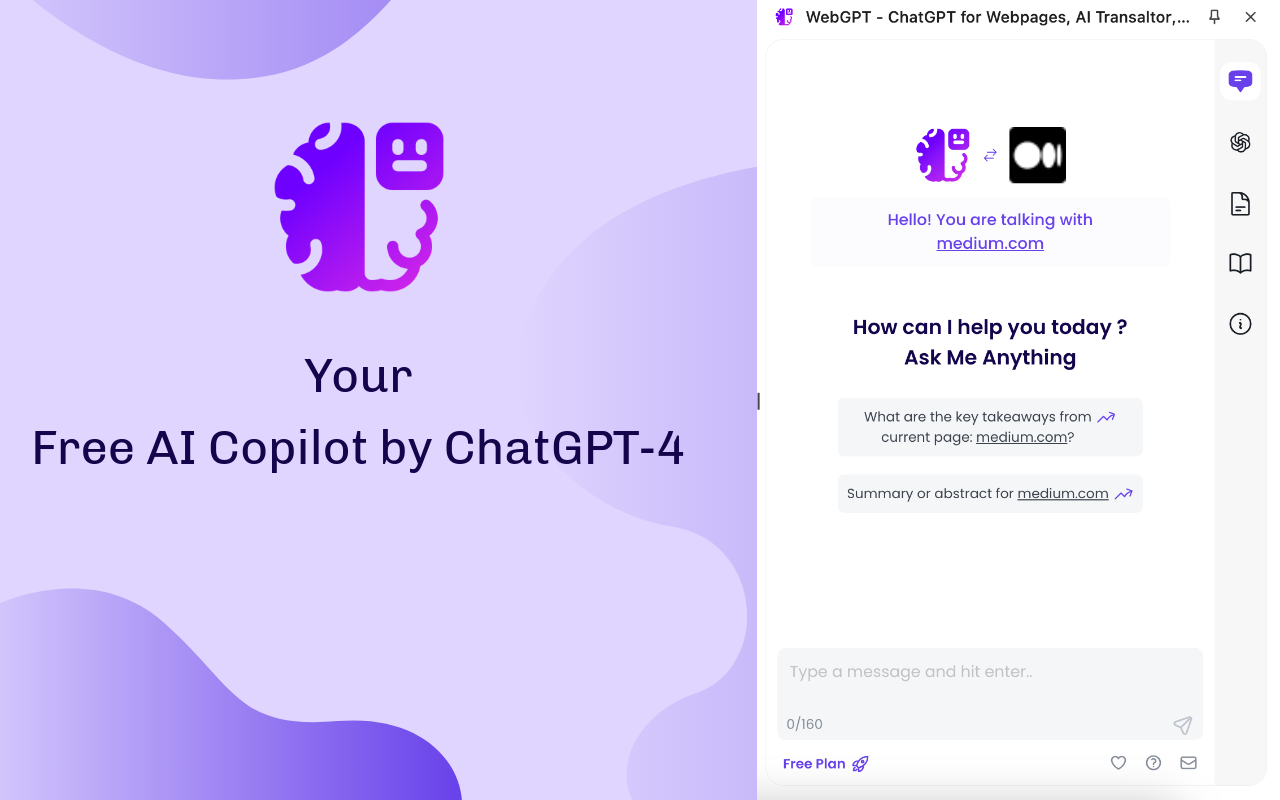 Your
Free AI Copilot by ChatGPT-4
WebGPT - ChatGPT for Webpages, AI Transaltor,...
Hello! You are talking with
medium.com
How can I help you today ?
Ask Me Anything
What are the key takeaways from
current page: medium.com?
Summary or abstract for medium.com
Type a message and hit enter..
0/160
Free Plan